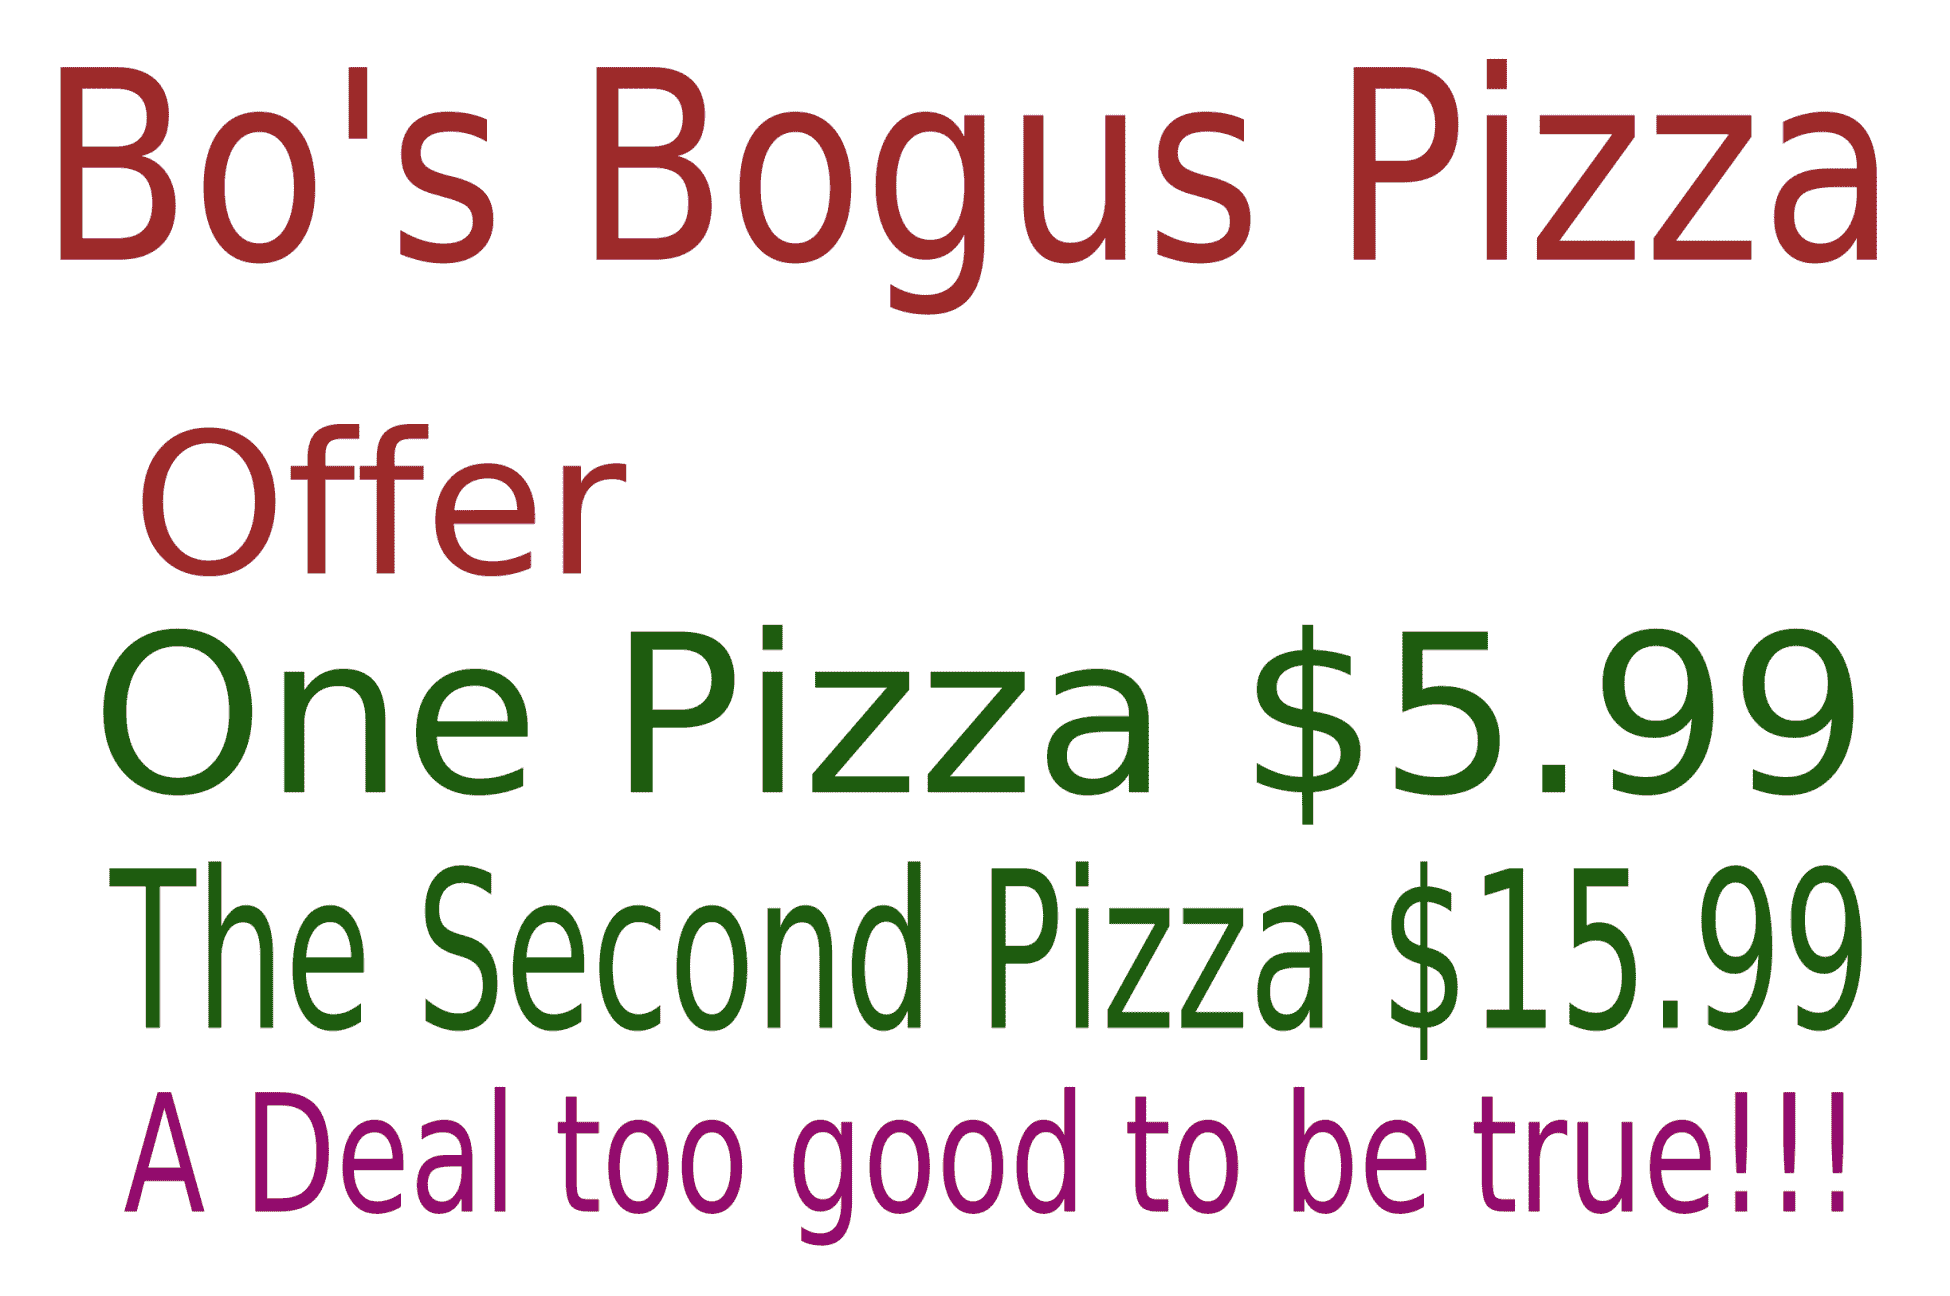 Bo's Bogus Pizza
Offer
One Pizza $5.99
The Second Pizza $15.99
A Deal too good to be true!!!